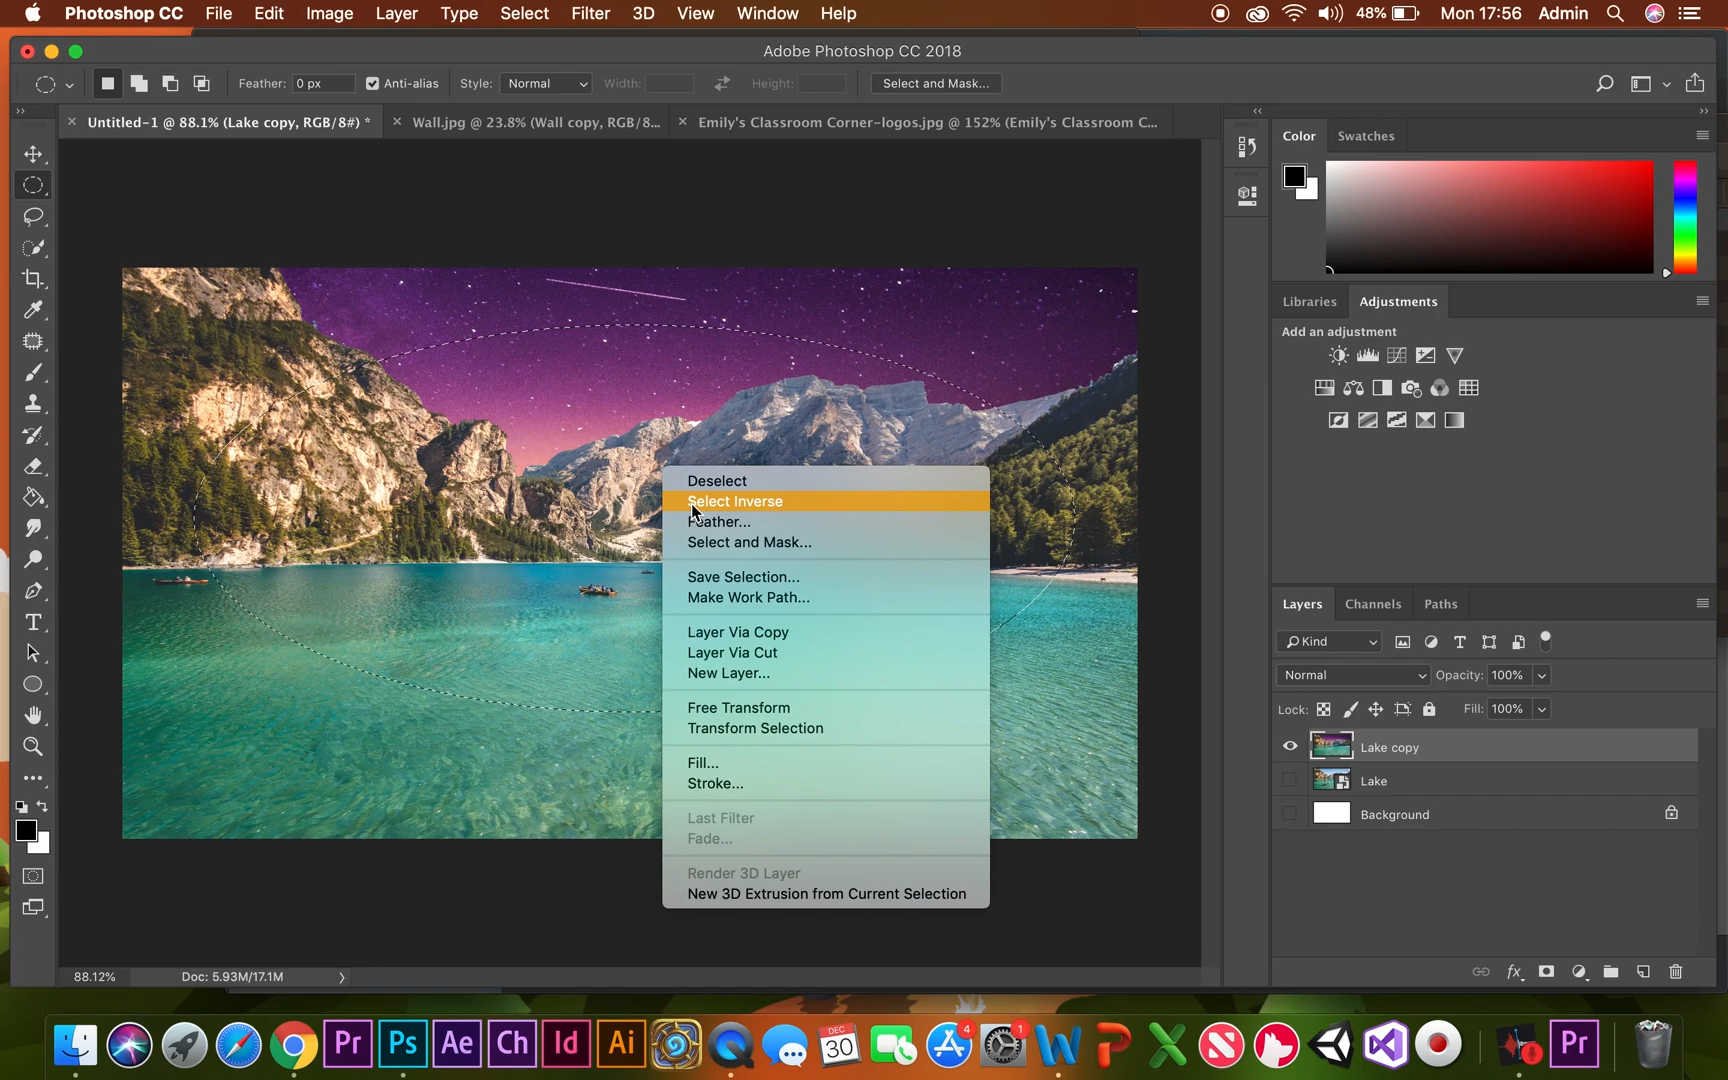 Photoshop CC File Edit Image Layer Type Select Filter 3D View Window Help 48% Mon 17:56 Admin
Adobe Photoshop CC 2018
Feather: 0 px Anti-alias Style: Normal Width: Height: Select and Mask...
Untitled-1 @ 88.1% (Lake copy, RGB/8#) * Wall.jpg @ 23.8% (Wall copy, RGB/8... Emily's Classroom Corner-logos.jpg @ 152% (Emily's Classroom C...
Color Swatches
Libraries Adjustments
Add an adjustment
Deselect
Select Inverse
Feather...
Select and Mask...
Save Selection...
Make Work Path...
Layer Via Copy
Layer Via Cut
New Layer...
Free Transform
Transform Selection
Fill...
Stroke...
Last Filter
Fade...
Render 3D Layer
New 3D Extrusion from Current Selection
Layers Channels Paths
Kind
Normal Opacity: 100%
Lock: Fill: 100%
Lake copy
Lake
Background
88.12% Doc: 5.93M/17.1M
Pr Ps Ae Ch Id Ai DEC 30 4 1 Pr